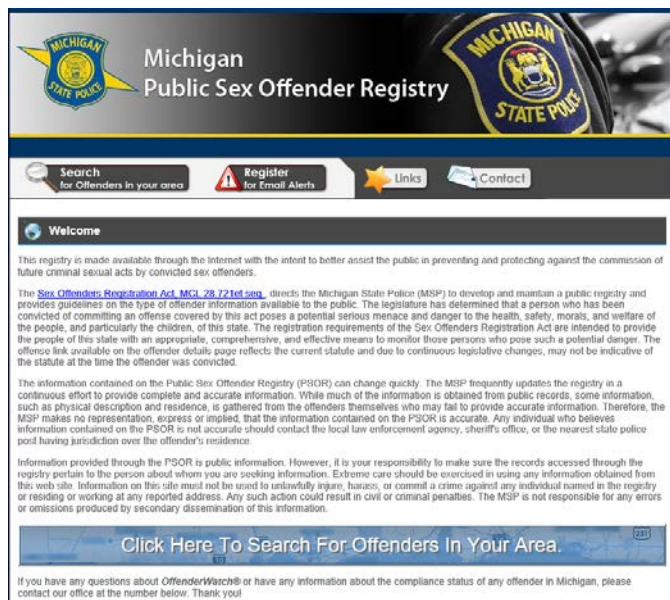 MICHIGAN
STATE POLICE
Michigan
Public Sex Offender Registry
MICHIGAN
STATE POLICE
Search
for Offenders in your area
Register
for Email Alerts
Links
Contact
Welcome
This registry is made available through the Internet with the intent to better assist the public in preventing and protecting against the commission of
future criminal sexual acts by convicted sex offenders.
The Sex Offenders Registration Act, MCL 28.721et seq., directs the Michigan State Police (MSP) to develop and maintain a public registry and
provides guidelines on the type of offender information available to the public. The legislature has determined that a person who has been
convicted of committing an offense covered by this act poses a potential serious menace and danger to the health, safety, morals, and welfare of
the people, and particularly the children, of this state. The registration requirements of the Sex Offenders Registration Act are intended to provide
the people of this state with an appropriate, comprehensive, and effective means to monitor those persons who pose such a potential danger. The
offense link available on the offender details page reflects the current statute and due to continuous legislative changes, may not be indicative of
the statute at the time the offender was convicted.
The information contained on the Public Sex Offender Registry (PSOR) can change quickly. The MSP frequently updates the registry in a
continuous effort to provide complete and accurate information. While much of the information is obtained from public records, some information,
such as physical description and residence, is gathered from the offenders themselves who may fail to provide accurate information. Therefore, the
MSP makes no representation, express or implied, that the information contained on the PSOR is accurate. Any individual who believes
information contained on the PSOR is not accurate should contact the local law enforcement agency, sheriff's office, or the nearest state police
post having jurisdiction over the offender's residence.
Information provided through the PSOR is public information. However, it is your responsibility to make sure the records accessed through the
registry pertain to the person about whom you are seeking information. Extreme care should be exercised in using any information obtained from
this web site. Information on this site must not be used to unlawfully injure, harass, or commit a crime against any individual named in the registry
or residing or working at any reported address. Any such action could result in civil or criminal penalties. The MSP is not responsible for any errors
or omissions produced by secondary dissemination of this information.
231
Click Here To Search For Offenders In Your Area.
If you have any questions about OffenderWatch® or have any information about the compliance status of any offender in Michigan, please
contact our office at the number below. Thank you!